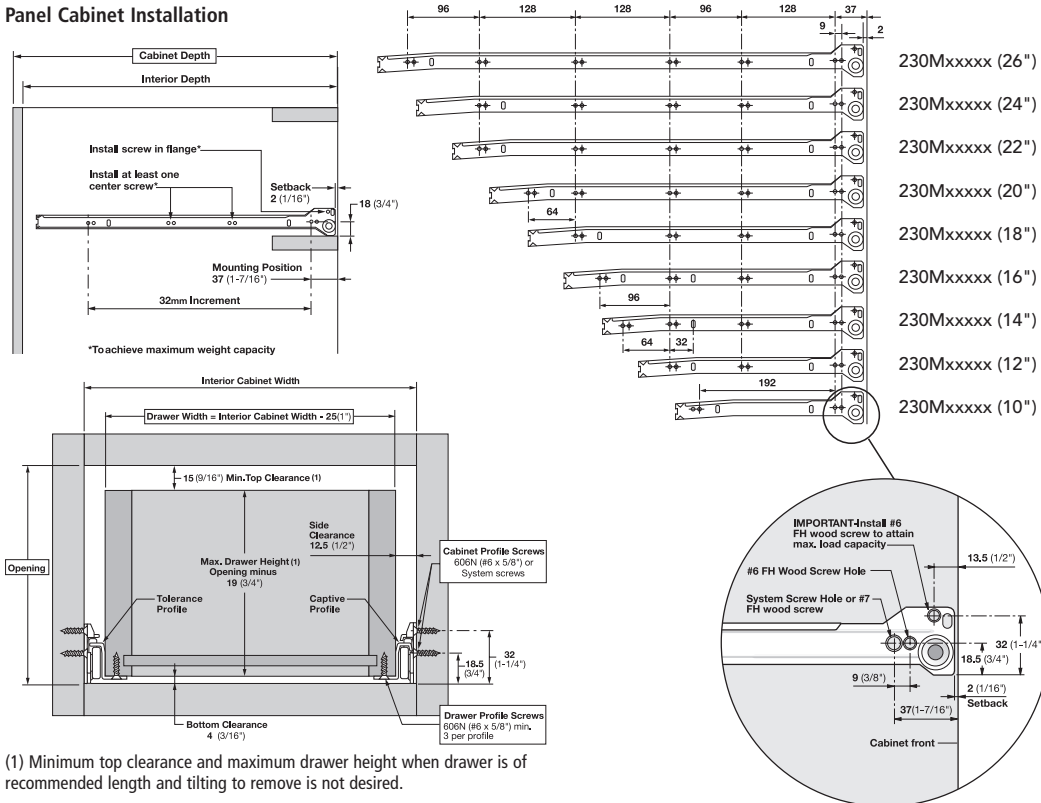 Panel Cabinet Installation
Cabinet Depth
Interior Depth
Install screw in flange*
Install at least one
center screw*
Setback
2 (1/16")
18 (3/4")
Mounting Position
37 (1-7/16")
32mm Increment
*To achieve maximum weight capacity
96
128
128
96
128
37
9
2
230Mxxxxx (26")
230Mxxxxx (24")
230Mxxxxx (22")
230Mxxxxx (20")
64
230Mxxxxx (18")
230Mxxxxx (16")
96
230Mxxxxx (14")
64
32
230Mxxxxx (12")
192
230Mxxxxx (10")
Interior Cabinet Width
Drawer Width = Interior Cabinet Width - 25(1")
15 (9/16") Min.Top Clearance (1)
Side
Clearance
12.5 (1/2")
Opening
Max. Drawer Height(1)
Opening minus
19 (3/4")
Cabinet Profile Screws
606N (#6 x 5/8") or
System screws
Tolerance
Profile
Captive
Profile
32
(1-1/4")
18.5
(3/4")
Bottom Clearance
4 (3/16")
Drawer Profile Screws
606N (#6 x 5/8") min.
3 per profile
IMPORTANT-Install #6
FH wood screw to attain
max. load capacity
13.5 (1/2")
#6 FH Wood Screw Hole
System Screw Hole or #7
FH wood screw
32 (1-1/4")
18.5 (3/4")
9 (3/8")
2 (1/16")
Setback
37(1-7/16")
Cabinet front
(1) Minimum top clearance and maximum drawer height when drawer is of
recommended length and tilting to remove is not desired.